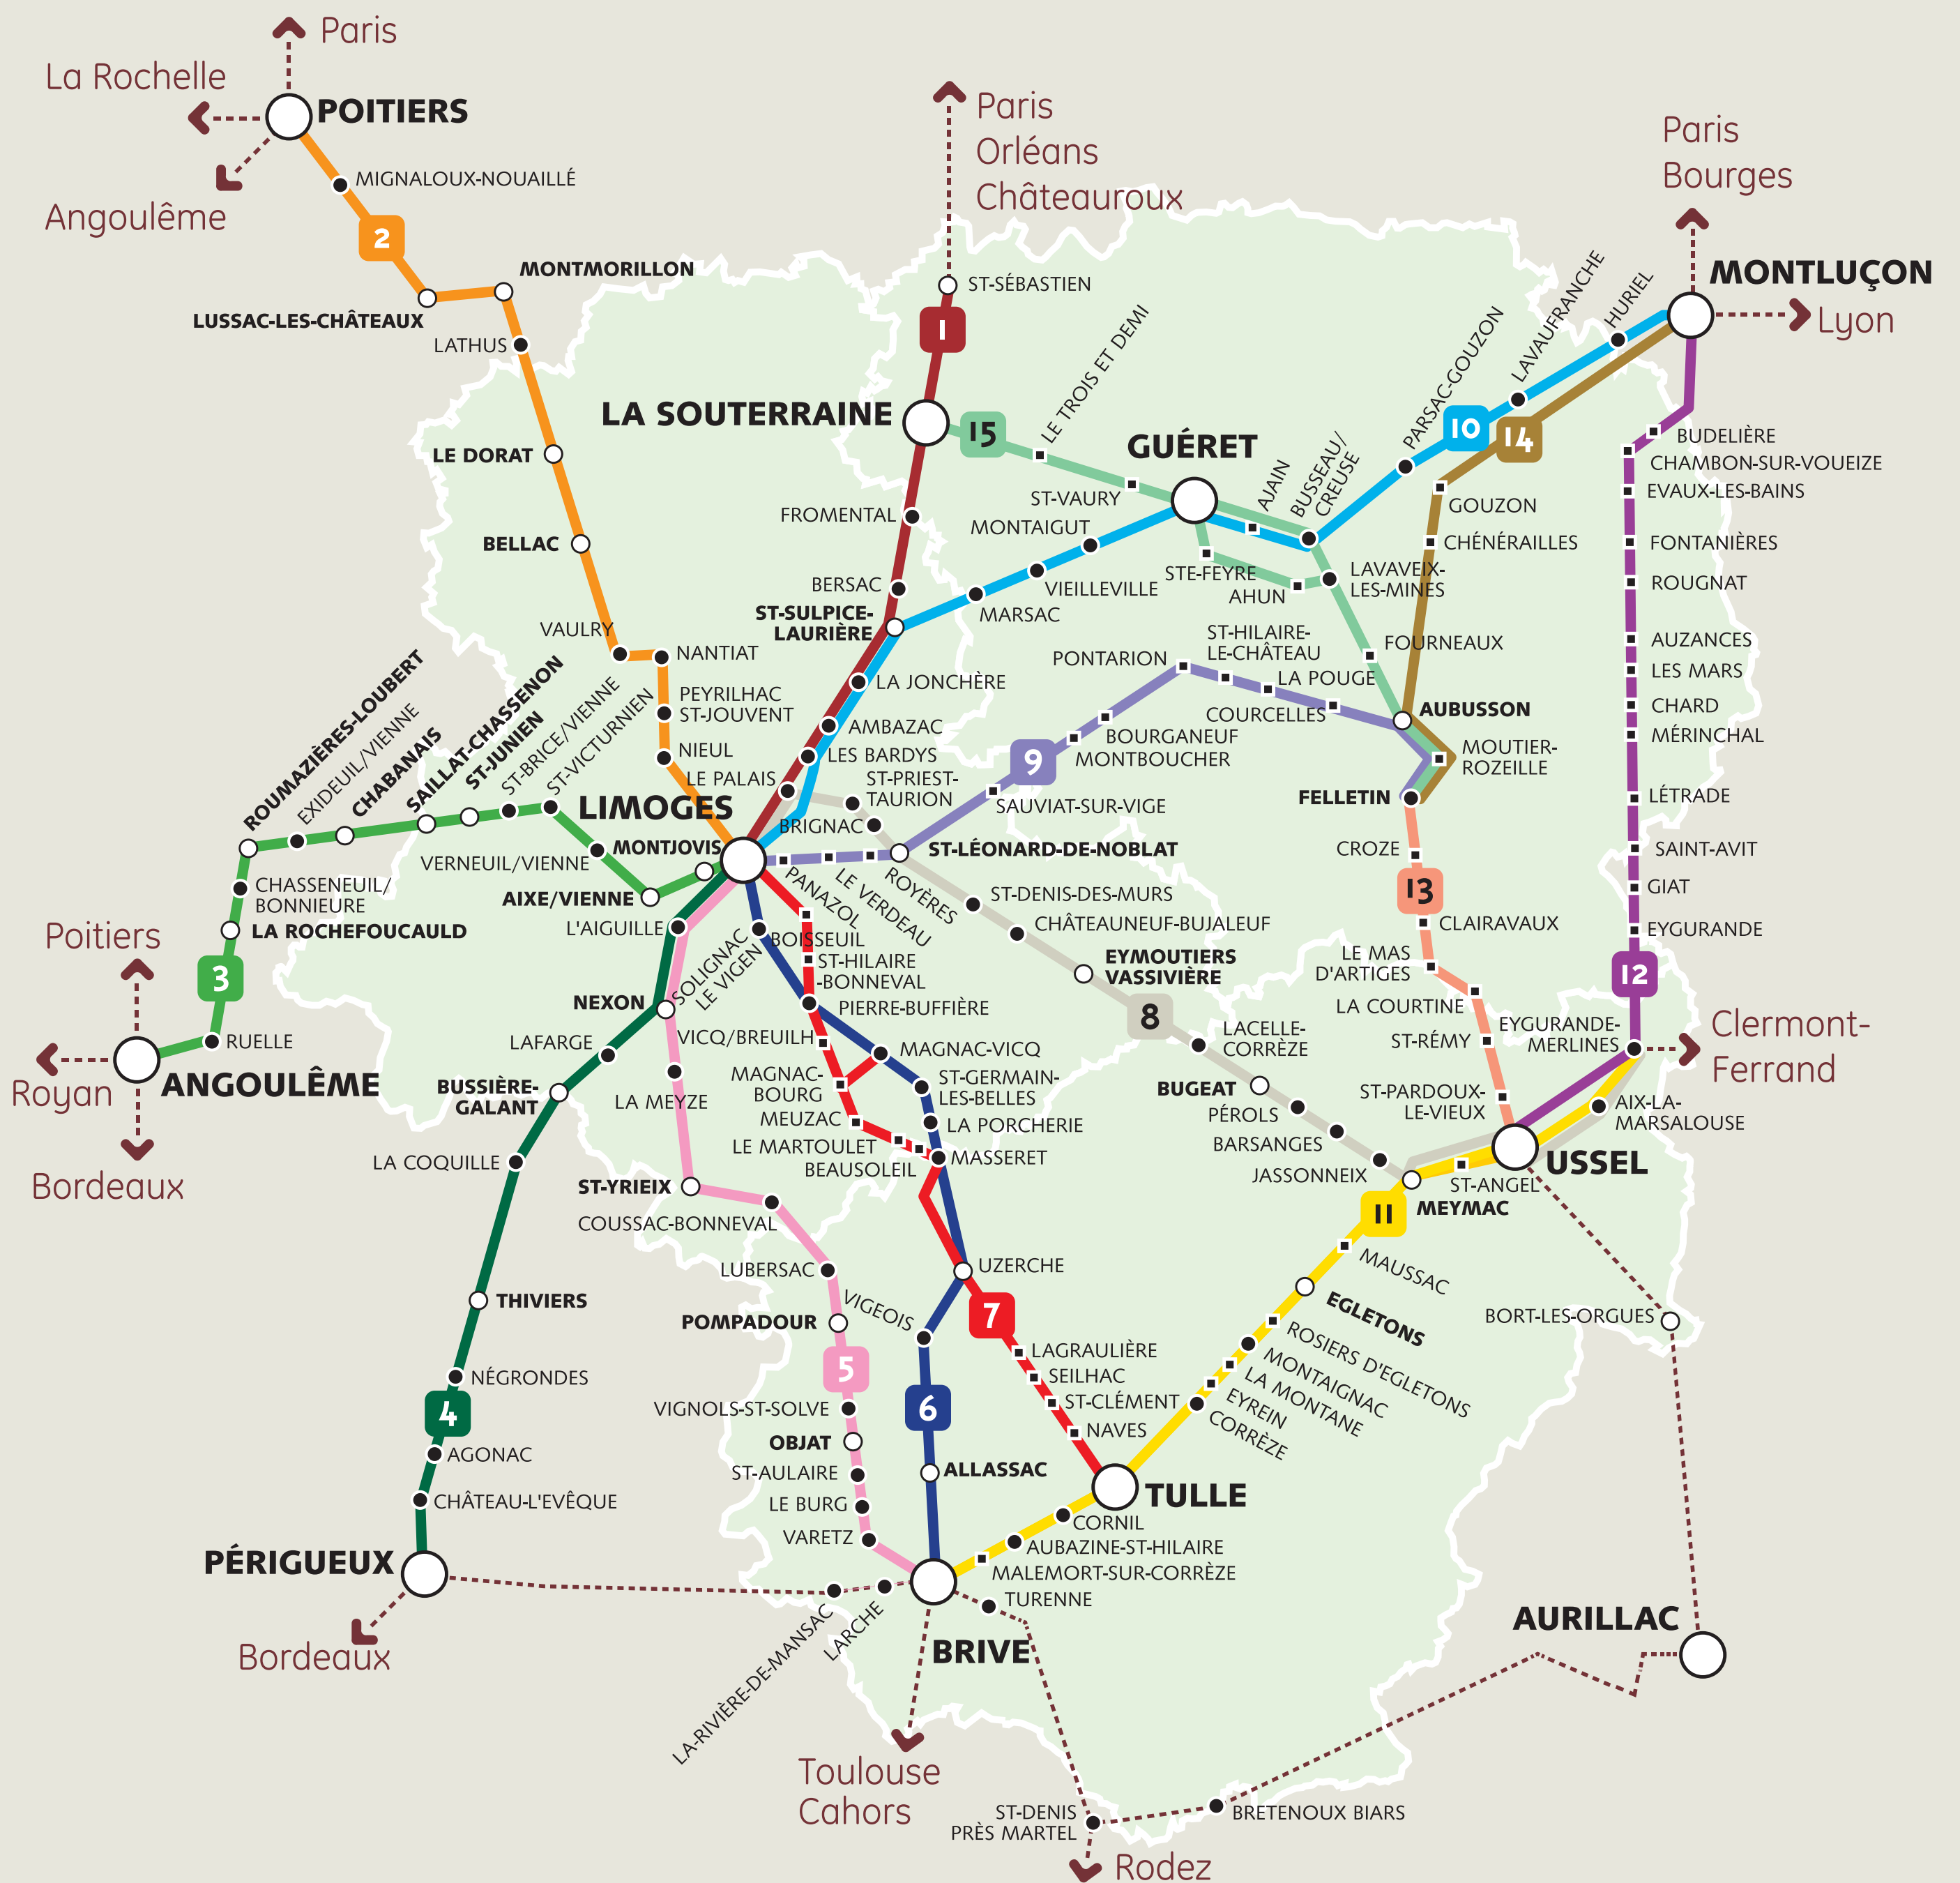 Paris
La Rochelle
POITIERS
Angoulême
MIGNALOUX-NOUAILLÉ
2
MONTMORILLON
LUSSAC-LES-CHÂTEAUX
LATHUS
LE DORAT
BELLAC
VAULRY
NANTIAT
PEYRILHAC
ST-JOUVENT
NIEUL
Paris
Orléans
Châteauroux
ST-SÉBASTIEN
1
LA SOUTERRAINE
15
LE TROIS ET DEMI
ST-VAURY
GUÉRET
AJAIN
BUSSEAU/
CREUSE
PARSAC-GOUZON
10
LAVAUFRANCHE
HURIEL
Paris
Bourges
MONTLUÇON
Lyon
14
GOUZON
CHÉNÉRAILLES
BUDELIÈRE
CHAMBON-SUR-VOUEIZE
EVAUX-LES-BAINS
FONTANIÈRES
ROUGNAT
AUZANCES
LES MARS
CHARD
MÉRINCHAL
LÉTRADE
SAINT-AVIT
GIAT
EYGURANDE
12
EYGURANDE-
MERLINES
Clermont-
Ferrand
FROMENTAL
BERSAC
ST-SULPICE-
LAURIÈRE
MONTAIGUT
VIEILLEVILLE
MARSAC
STE-FEYRE
AHUN
LAVAVEIX-
LES-MINES
FOURNEAUX
LA JONCHÈRE
AMBAZAC
LES BARDYS
LE PALAIS
ST-PRIEST-
TAURION
BRIGNAC
PONTARION
ST-HILAIRE-
LE-CHÂTEAU
LA POUGE
COURCELLES
AUBUSSON
BOURGANEUF
MONTBOUCHER
9
SAUVIAT-SUR-VIGE
MOUTIER-
ROZEILLE
FELLETIN
CROZE
13
CLAIRAVAUX
LE MAS
D'ARTIGES
LA COURTINE
ST-RÉMY
ST-PARDOUX-
LE-VIEUX
ROUMAZIÈRES-LOUBERT
EXIDEUIL/VIENNE
CHABANAIS
SAILLAT-CHASSENON
ST-JUNIEN
ST-BRICE/VIENNE
ST-VICTURNIEN
LIMOGES
MONTJOVIS
VERNEUIL/VIENNE
AIXE/VIENNE
CHASSENEUIL/
BONNIEURE
LA ROCHEFOUCAULD
3
RUELLE
Poitiers
Royan
ANGOULÊME
Bordeaux
ST-LÉONARD-DE-NOBLAT
PANAZOL
LE VERDEAU
ROYÈRES
ST-DENIS-DES-MURS
CHÂTEAUNEUF-BUJALEUF
EYMOUTIERS
VASSIVIÈRE
8
LACELLE-
CORRÈZE
BUGEAT
PÉROLS
BARSANGES
JASSONNEIX
L'AIGUILLE
SOLIGNAC
LE VIGEN
BOISSEUIL
ST-HILAIRE
-BONNEVAL
NEXON
PIERRE-BUFFIÈRE
LAFARGE
VICQ/BREUILH
MAGNAC-VICQ
BUSSIÈRE-
GALANT
LA MEYZE
MAGNAC-
BOURG
ST-GERMAIN-
LES-BELLES
MEUZAC
LA PORCHERIE
LE MARTOULET
BEAUSOLEIL
MASSERET
LA COQUILLE
ST-YRIEIX
COUSSAC-BONNEVAL
LUBERSAC
UZERCHE
VIGEOIS
POMPADOUR
THIVIERS
NÉGRONDES
4
AGONAC
CHÂTEAU-L'EVÊQUE
PÉRIGUEUX
Bordeaux
5
VIGNOLS-ST-SOLVE
OBJAT
ST-AULAIRE
LE BURG
VARETZ
6
ALLASSAC
7
LAGRAULIÈRE
SEILHAC
ST-CLÉMENT
NAVES
TULLE
CORNIL
AUBAZINE-ST-HILAIRE
MALEMORT-SUR-CORRÈZE
TURENNE
BRIVE
LARCHE
LA-RIVIÈRE-DE-MANSAC
AIX-LA-
MARSALOUSE
USSEL
ST-ANGEL
MEYMAC
11
MAUSSAC
EGLETONS
ROSIERS D'EGLETONS
MONTAIGNAC
LA MONTANE
EYREIN
CORRÈZE
BORT-LES-ORGUES
AURILLAC
Toulouse
Cahors
ST-DENIS
PRÈS MARTEL
BRETENOUX BIARS
Rodez